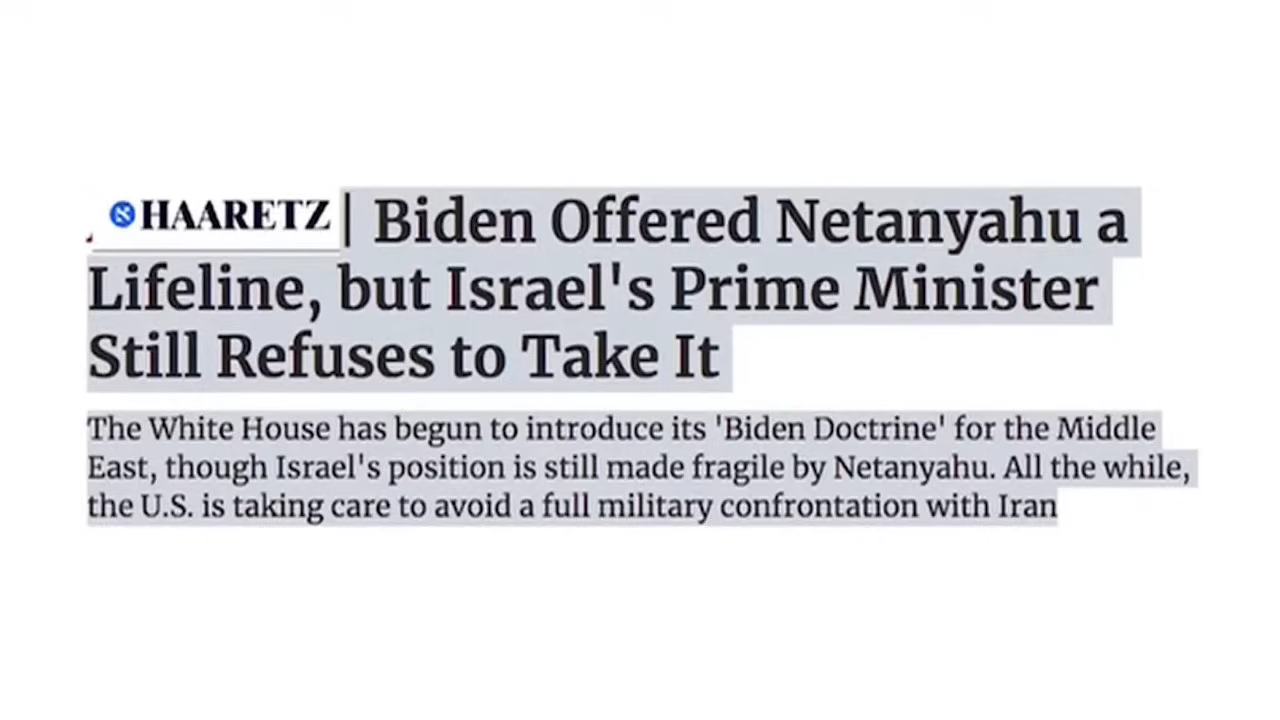 HAARETZ | Biden Offered Netanyahu a
Lifeline, but Israel's Prime Minister
Still Refuses to Take It
The White House has begun to introduce its 'Biden Doctrine' for the Middle
East, though Israel's position is still made fragile by Netanyahu. All the while,
the U.S. is taking care to avoid a full military confrontation with Iran